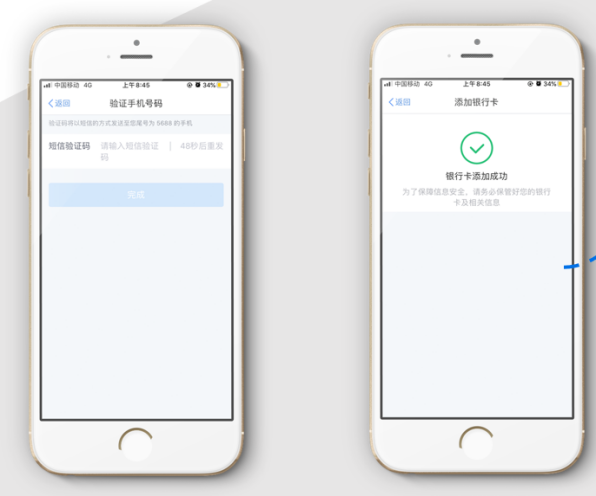 中国移动 4G 上午8:45 34%
返回 验证手机号码
验证码将以短信的方式发送至您尾号为 5688 的手机
短信验证码 请输入短信验证码 | 48秒后重发
完成
中国移动 4G 上午8:45 34%
返回 添加银行卡
银行卡添加成功
为了保障信息安全,请务必保管好您的银行
卡及相关信息